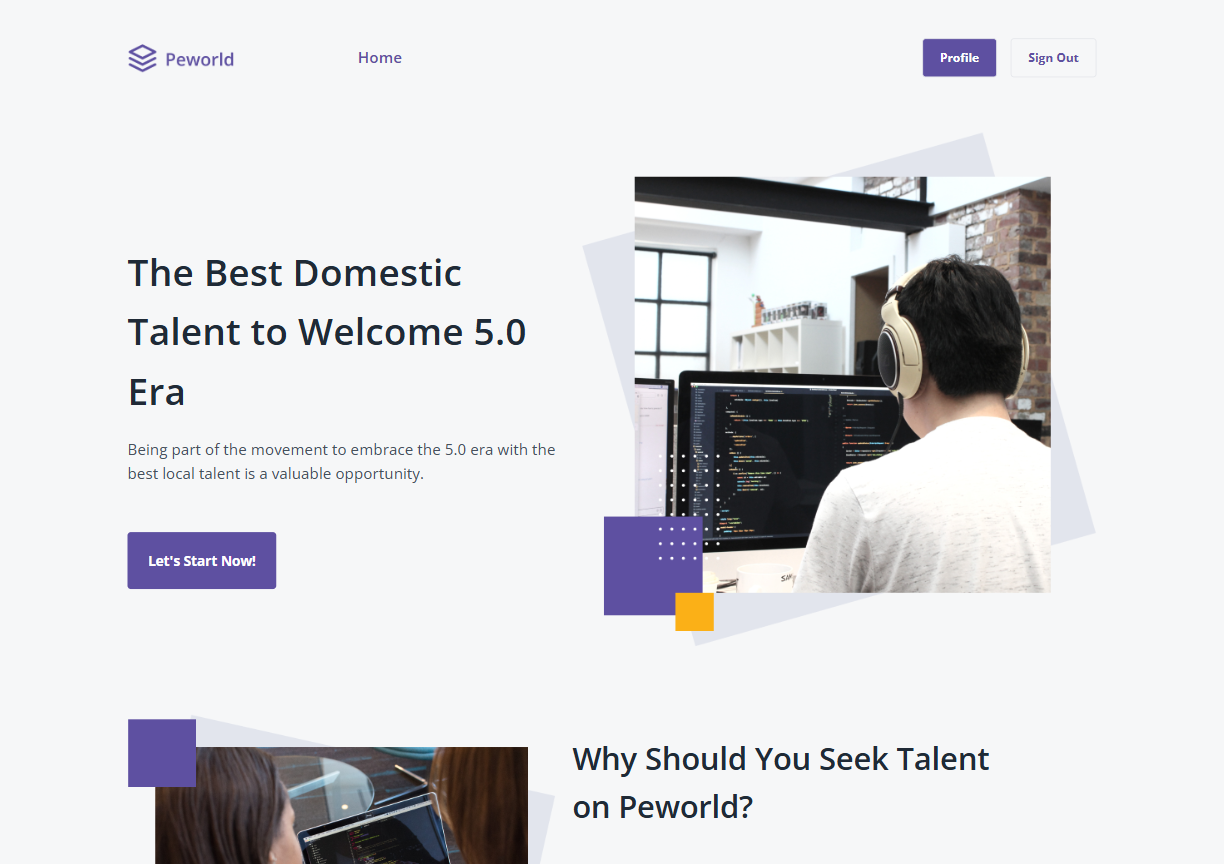 Peworld
Home
Profile
Sign Out
The Best Domestic
Talent to Welcome 5.0
Era
Being part of the movement to embrace the 5.0 era with the
best local talent is a valuable opportunity.
Let's Start Now!
Why Should You Seek Talent
on Peworld?